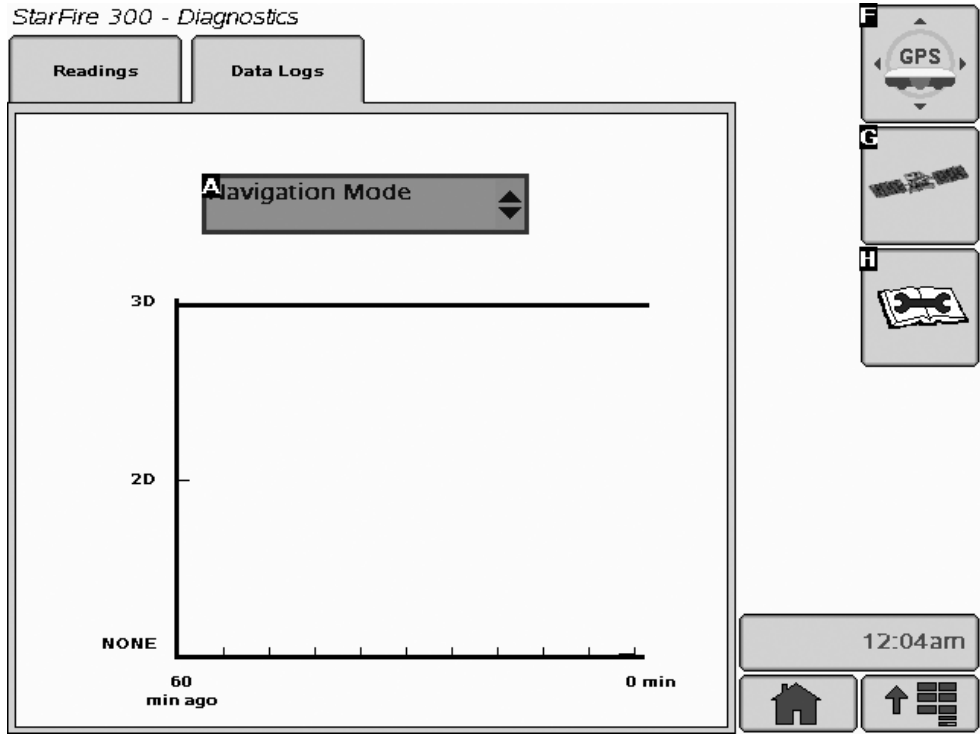 StarFire 300 - Diagnostics
Readings
Data Logs
A
Navigation Mode
3D
2D
NONE
60
min ago
0 min
F
GPS
G
H
12:04am